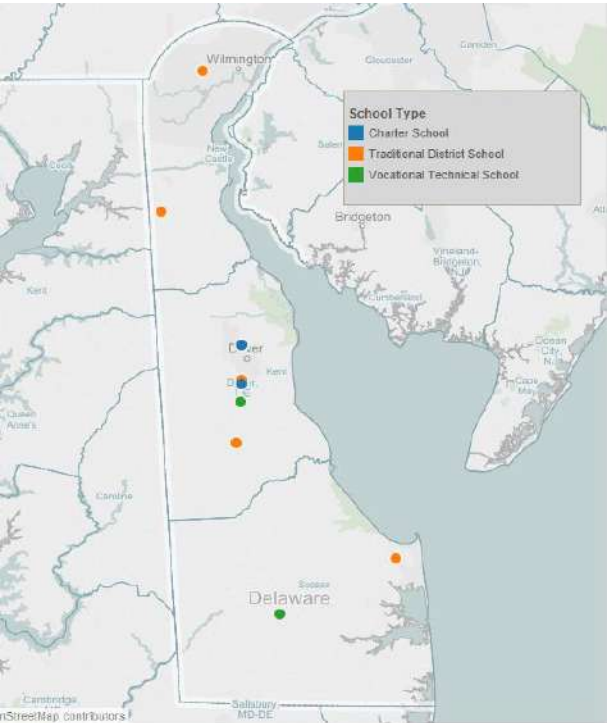 Camden
Wilmington
Gloucester
School Type
Charter School
Traditional District School
Vocational Technical School
New
Castle
Salem
Cecil
Bridgeton
Vineland-
Bridgeton,
NJ
Kent
Cumberland
Ocean
City,
NJ
Kent
Cape
May
Queen
Anne's
Caroline
Sussex
Delaware
Cambridge
Salisbury
MD-DE
nStreetMap contributors